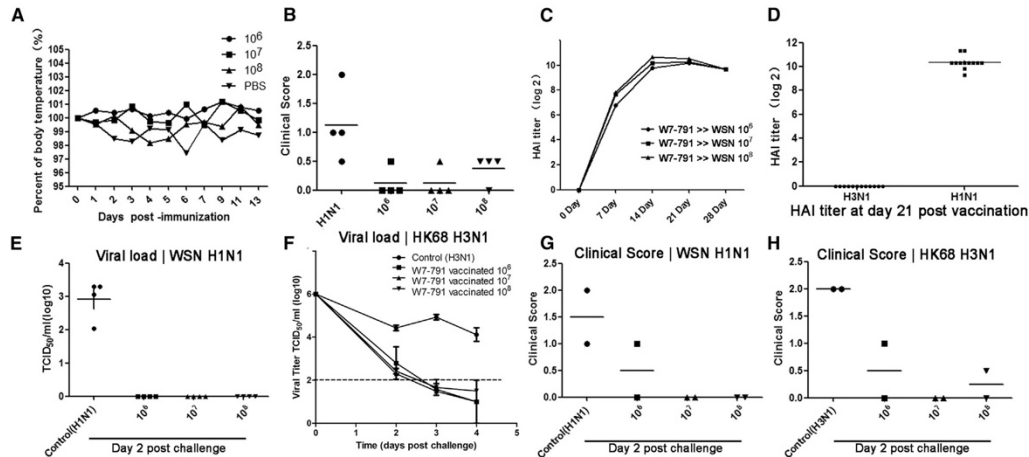 A
Percent of body temperature (%)
106
105
104
103
102
101
100
99
98
97
96
95
0 1 2 3 4 5 6 7 9 11 13
Days post -immunization
10⁶
10⁷
10⁸
PBS
B
Clinical Score
2.5
2.0
1.5
1.0
0.5
0.0
H1N1
10⁶
10⁷
10⁸
C
HAI titer (log 2)
10
8
6
4
2
0
0 Day
7 Day
14 Day
21 Day
28 Day
W7-791 >> WSN 10⁶
W7-791 >> WSN 10⁷
W7-791 >> WSN 10⁸
D
HAI titer (log 2)
12
10
8
6
4
2
0
H3N1
H1N1
HAI titer at day 21 post vaccination
E
Viral load | WSN H1N1
TCID₅₀/ml(log10)
4
3
2
1
0
Control(H1N1)
10⁶
10⁷
10⁸
Day 2 post challenge
F
Viral load | HK68 H3N1
Control (H3N1)
W7-791 vaccinated 10⁶
W7-791 vaccinated 10⁷
W7-791 vaccinated 10⁸
Viral Titer TCID₅₀/ml (log10)
6
4
2
0
0 1 2 3 4 5
Time (days post challenge)
G
Clinical Score | WSN H1N1
Clinical Score
2.5
2.0
1.5
1.0
0.5
0.0
Control(H1N1)
10⁶
10⁷
10⁸
Day 2 post challenge
H
Clinical Score | HK68 H3N1
Clinical Score
2.5
2.0
1.5
1.0
0.5
0.0
Control(H3N1)
10⁶
10⁷
10⁸
Day 2 post challenge